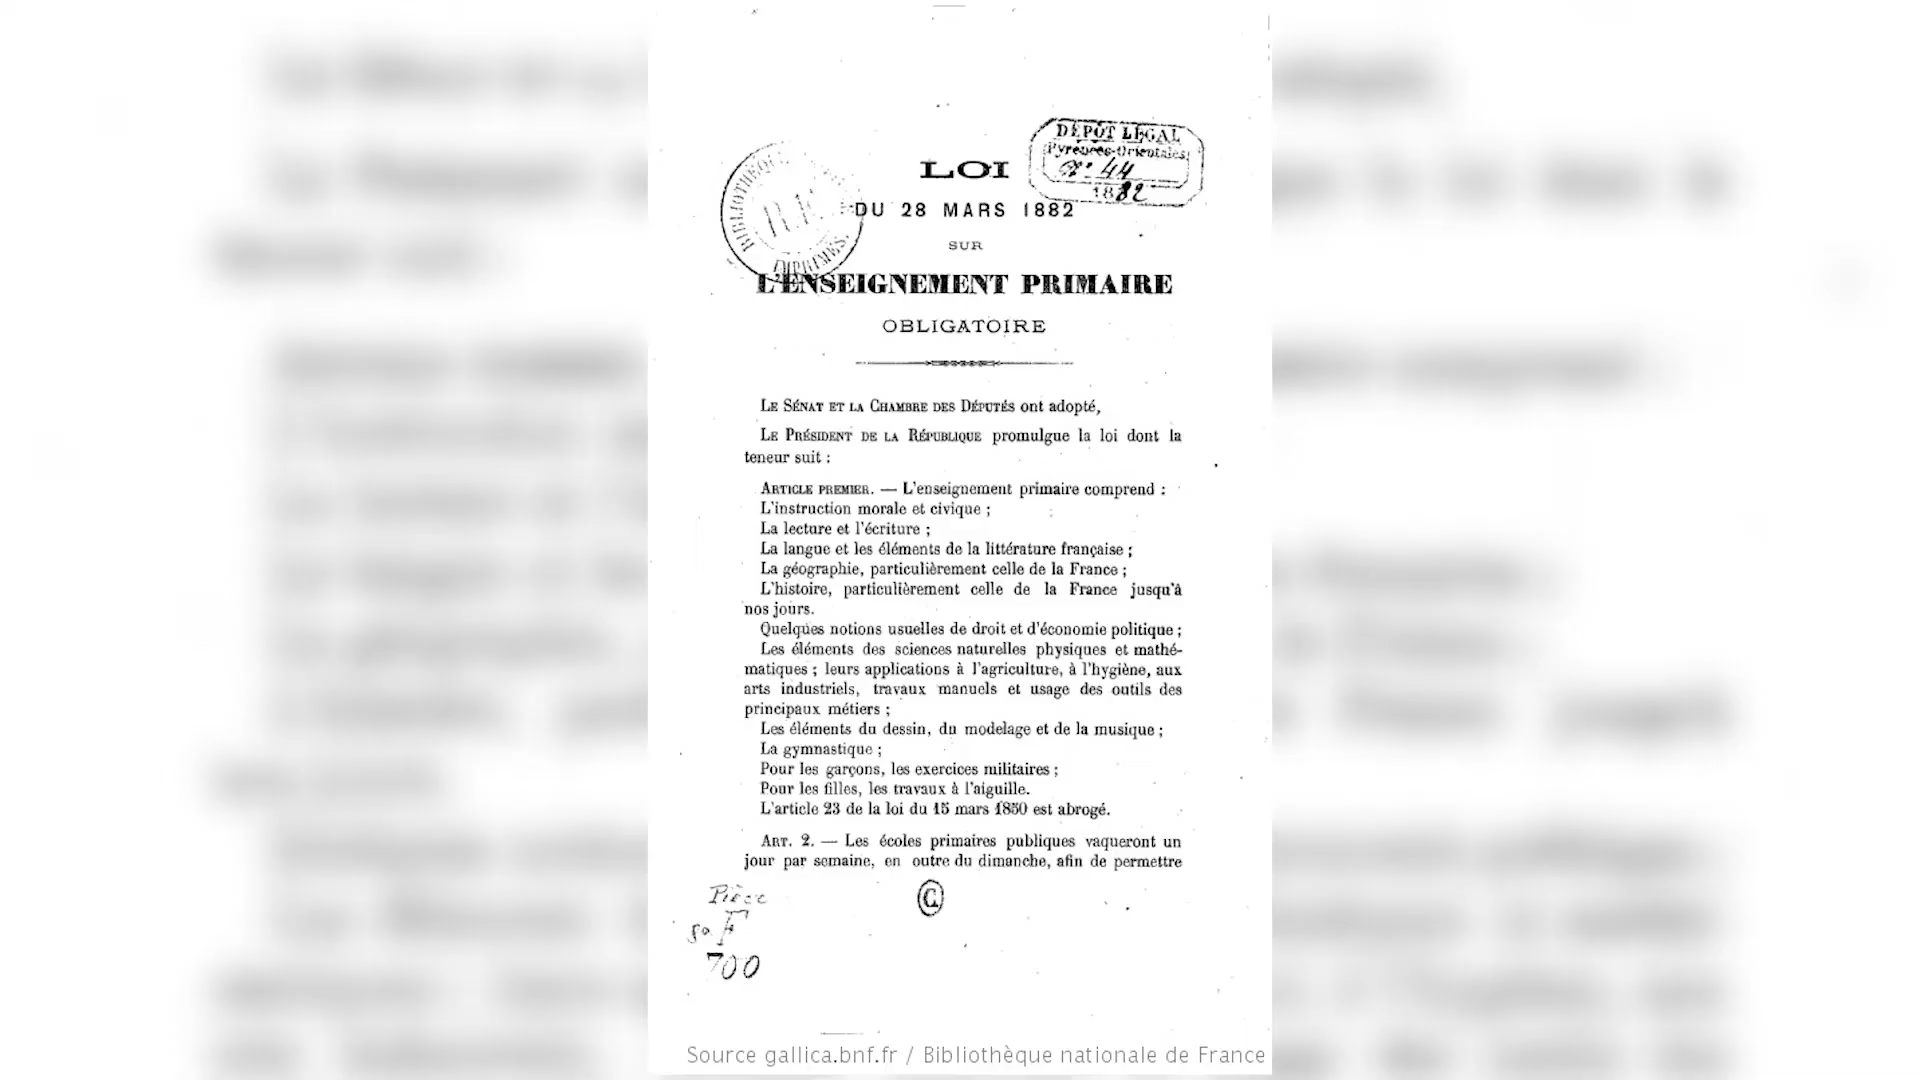 LOI
DU 28 MARS 1882
SUR
L'ENSEIGNEMENT PRIMAIRE
OBLIGATOIRE
DÉPÔT LÉGAL
Pyrénées-Orientales
No 44
1882
BIBLIOTHÈQUE
R.F.
IMPRIMÉS.
LE SÉNAT ET LA CHAMBRE DES DÉPUTÉS ont adopté,
LE PRÉSIDENT DE LA RÉPUBLIQUE promulgue la loi dont la
teneur suit :
ARTICLE PREMIER. — L'enseignement primaire comprend :
L'instruction morale et civique ;
La lecture et l'écriture ;
La langue et les éléments de la littérature française ;
La géographie, particulièrement celle de la France ;
L'histoire, particulièrement celle de la France jusqu'à
nos jours.
Quelques notions usuelles de droit et d'économie politique ;
Les éléments des sciences naturelles physiques et mathé-
matiques ; leurs applications à l'agriculture, à l'hygiène, aux
arts industriels, travaux manuels et usage des outils des
principaux métiers ;
Les éléments du dessin, du modelage et de la musique ;
La gymnastique ;
Pour les garçons, les exercices militaires ;
Pour les filles, les travaux à l'aiguille.
L'article 23 de la loi du 15 mars 1850 est abrogé.
ART. 2. — Les écoles primaires publiques vaqueront un
jour par semaine, en outre du dimanche, afin de permettre
Pièce
8o F
700
C
Source gallica.bnf.fr / Bibliothèque nationale de France